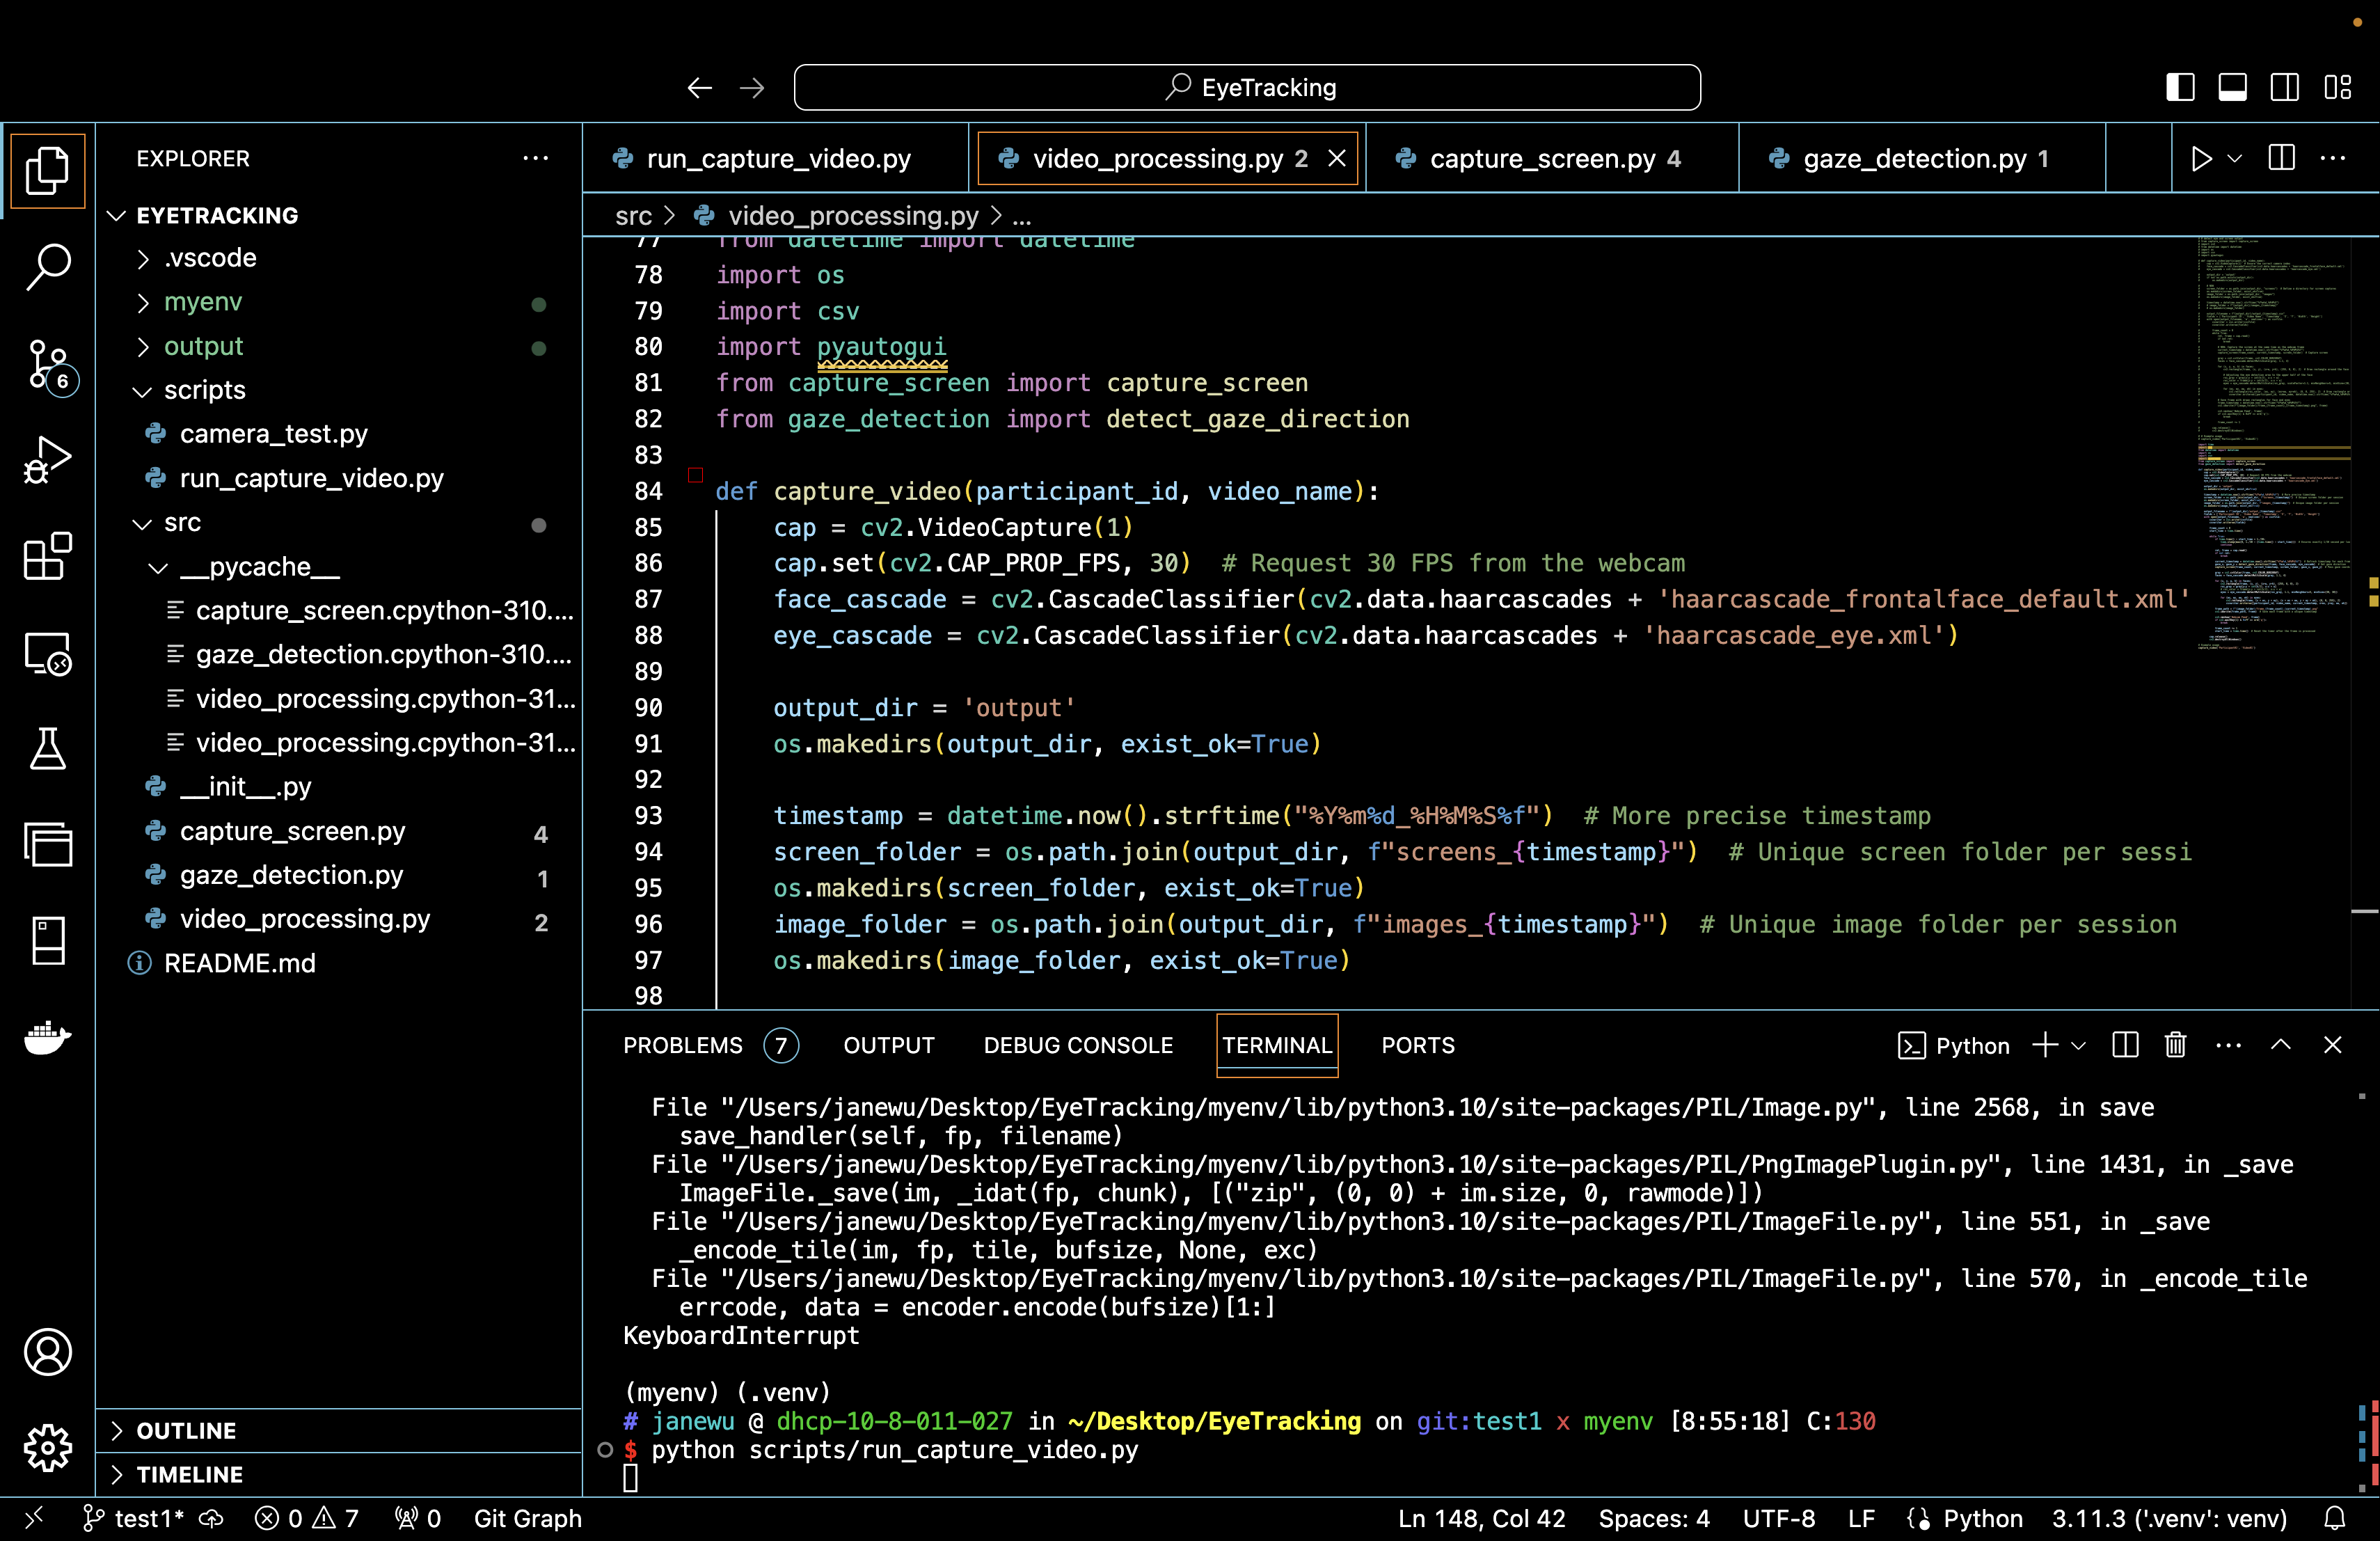 EyeTracking
EXPLORER
EYETRACKING
.vscode
myenv
output
scripts
camera_test.py
run_capture_video.py
src
__pycache__
capture_screen.cpython-310....
gaze_detection.cpython-310....
video_processing.cpython-31...
video_processing.cpython-31...
__init__.py
capture_screen.py 4
gaze_detection.py 1
video_processing.py 2
README.md
OUTLINE
TIMELINE
6
run_capture_video.py
video_processing.py 2
capture_screen.py 4
gaze_detection.py 1
src > video_processing.py > ...
77 from datetime import datetime
78 import os
79 import csv
80 import pyautogui
81 from capture_screen import capture_screen
82 from gaze_detection import detect_gaze_direction
83
84 def capture_video(participant_id, video_name):
85 cap = cv2.VideoCapture(1)
86 cap.set(cv2.CAP_PROP_FPS, 30)  # Request 30 FPS from the webcam
87 face_cascade = cv2.CascadeClassifier(cv2.data.haarcascades + 'haarcascade_frontalface_default.xml'
88 eye_cascade = cv2.CascadeClassifier(cv2.data.haarcascades + 'haarcascade_eye.xml')
89
90 output_dir = 'output'
91 os.makedirs(output_dir, exist_ok=True)
92
93 timestamp = datetime.now().strftime("%Y%m%d_%H%M%S%f")  # More precise timestamp
94 screen_folder = os.path.join(output_dir, f"screens_{timestamp}")  # Unique screen folder per sessi
95 os.makedirs(screen_folder, exist_ok=True)
96 image_folder = os.path.join(output_dir, f"images_{timestamp}")  # Unique image folder per session
97 os.makedirs(image_folder, exist_ok=True)
98
PROBLEMS 7 OUTPUT DEBUG CONSOLE TERMINAL PORTS
Python
File "/Users/janewu/Desktop/EyeTracking/myenv/lib/python3.10/site-packages/PIL/Image.py", line 2568, in save
save_handler(self, fp, filename)
File "/Users/janewu/Desktop/EyeTracking/myenv/lib/python3.10/site-packages/PIL/PngImagePlugin.py", line 1431, in _save
ImageFile._save(im, _idat(fp, chunk), [("zip", (0, 0) + im.size, 0, rawmode)])
File "/Users/janewu/Desktop/EyeTracking/myenv/lib/python3.10/site-packages/PIL/ImageFile.py", line 551, in _save
_encode_tile(im, fp, tile, bufsize, None, exc)
File "/Users/janewu/Desktop/EyeTracking/myenv/lib/python3.10/site-packages/PIL/ImageFile.py", line 570, in _encode_tile
errcode, data = encoder.encode(bufsize)[1:]
KeyboardInterrupt
(myenv) (.venv)
# janewu @ dhcp-10-8-011-027 in ~/Desktop/EyeTracking on git:test1 x myenv [8:55:18] C:130
$ python scripts/run_capture_video.py
test1* 0 7 0 Git Graph
Ln 148, Col 42 Spaces: 4 UTF-8 LF Python 3.11.3 ('.venv': venv)